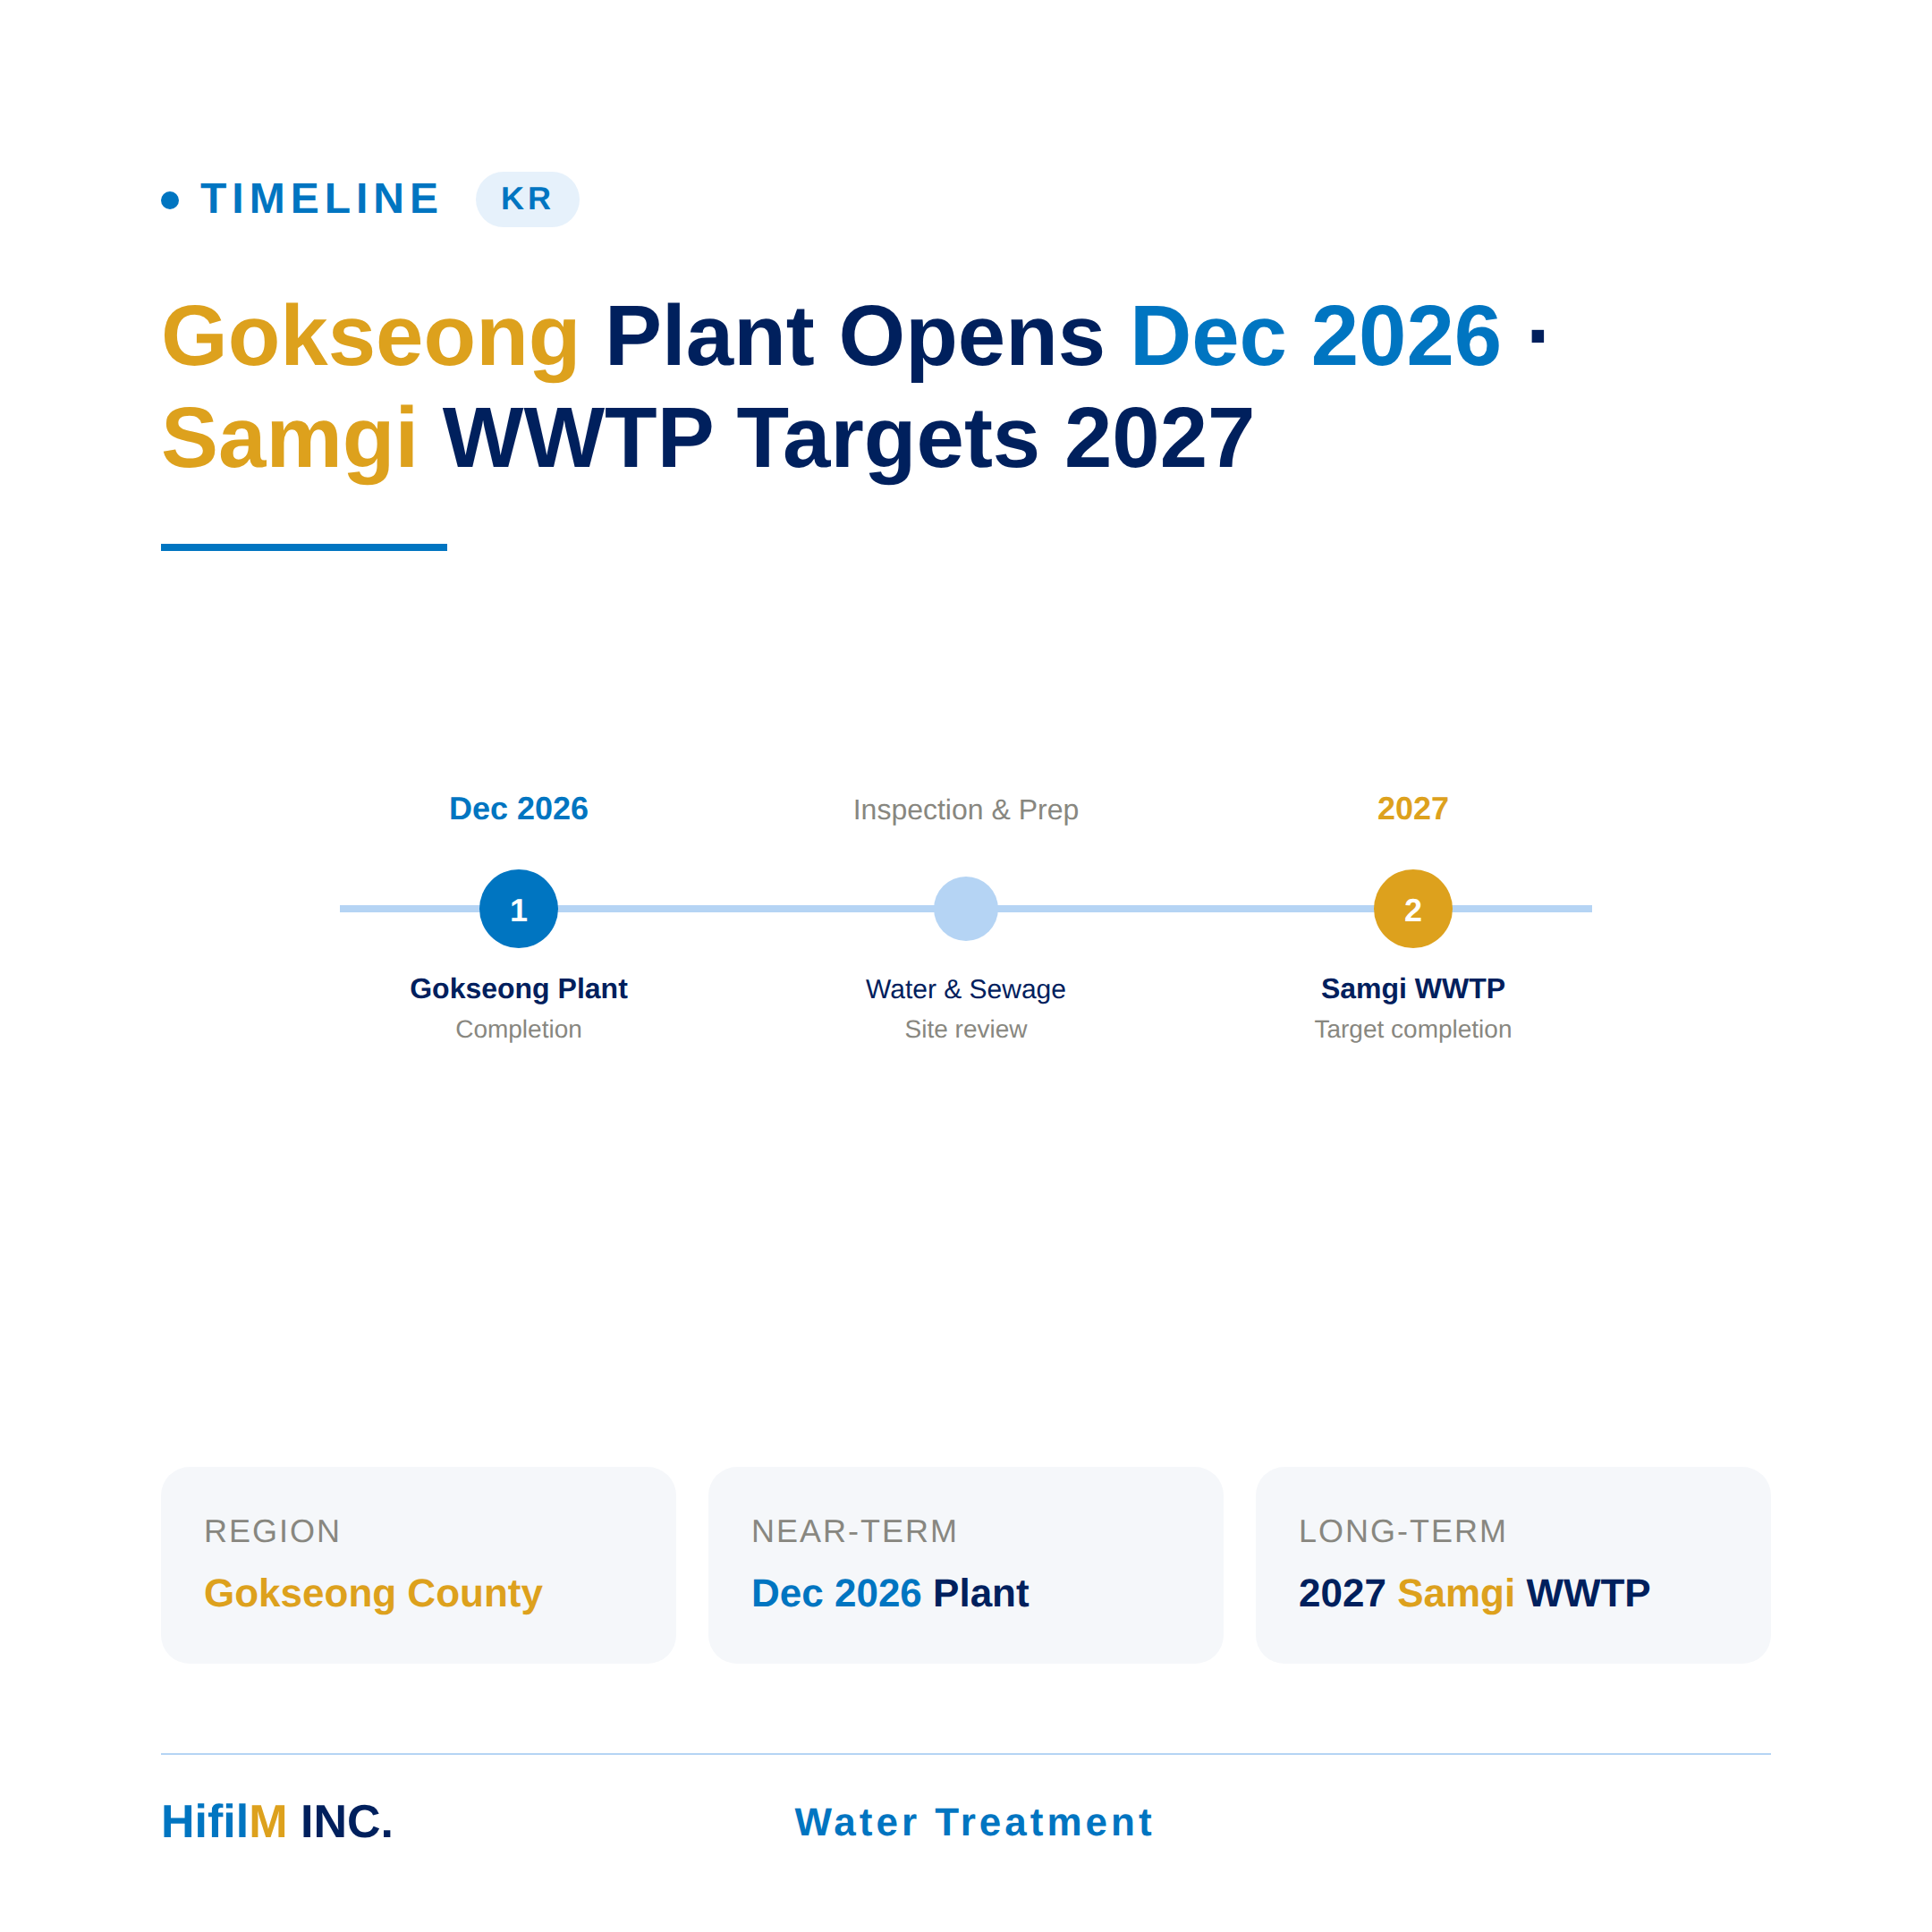 TIMELINE KR
Gokseong Plant Opens Dec 2026 ·
Samgi WWTP Targets 2027
Dec 2026 Inspection & Prep 2027
1 2
Gokseong Plant Water & Sewage Samgi WWTP
Completion Site review Target completion
REGION NEAR-TERM LONG-TERM
Gokseong County Dec 2026 Plant 2027 Samgi WWTP
HifilM INC. Water Treatment